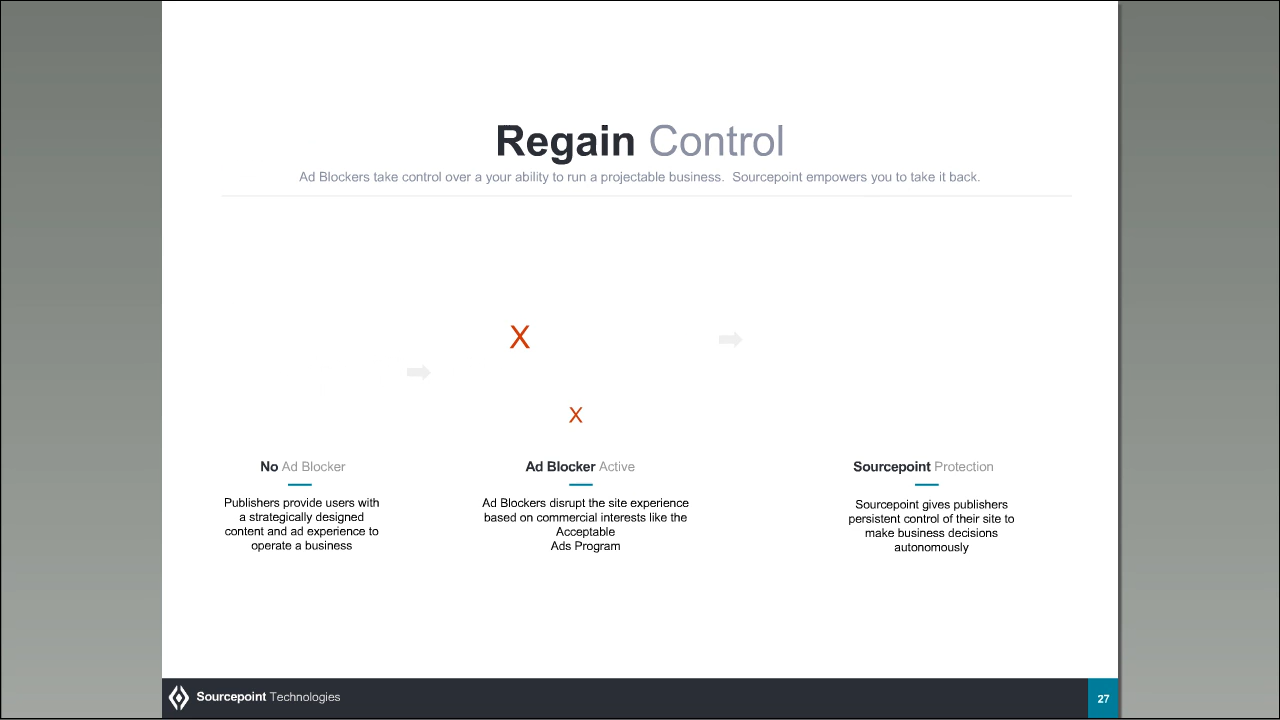 Regain Control
Ad Blockers take control over a your ability to run a projectable business. Sourcepoint empowers you to take it back.
X
X
No Ad Blocker
Publishers provide users with
a strategically designed
content and ad experience to
operate a business
Ad Blocker Active
Ad Blockers disrupt the site experience
based on commercial interests like the
Acceptable
Ads Program
Sourcepoint Protection
Sourcepoint gives publishers
persistent control of their site to
make business decisions
autonomously
Sourcepoint Technologies
27